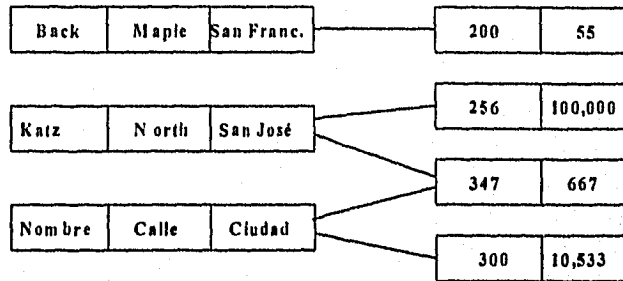 Back Maple San Franc. 200 55
256 100,000
Katz North San José
347 667
Nombre Calle Ciudad
300 10,533